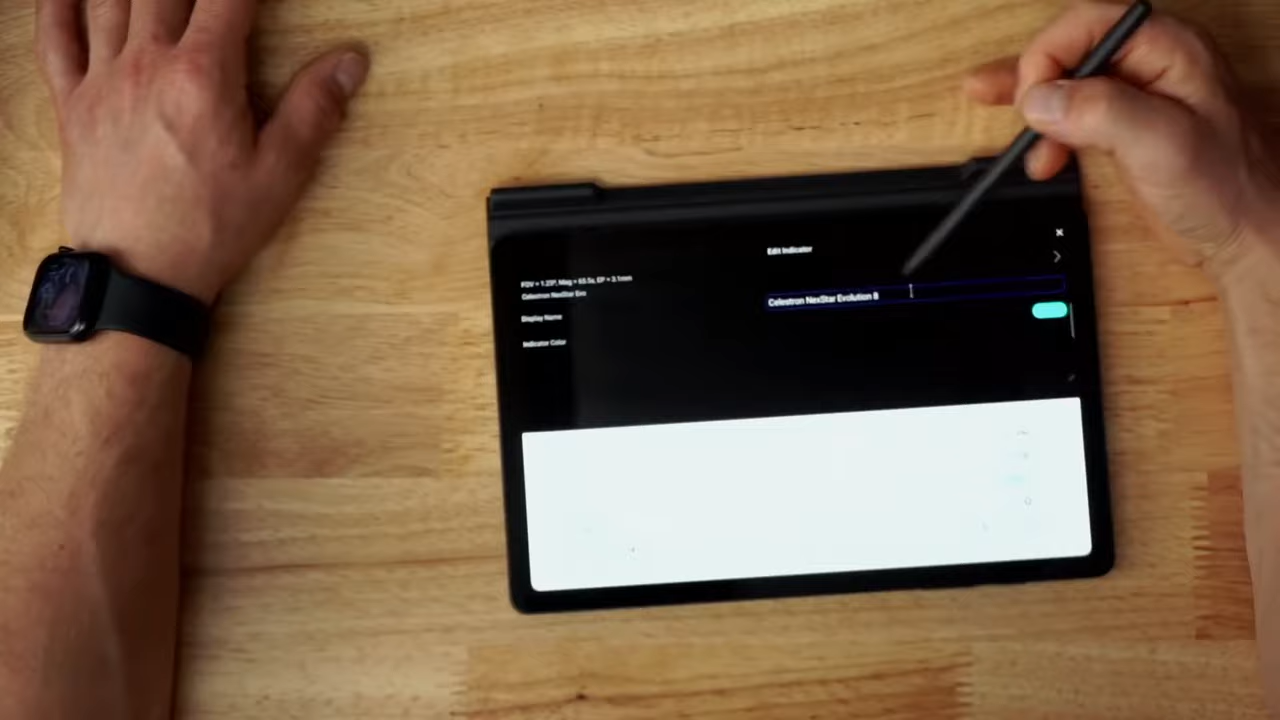 Edit Indicator
FOV = 1.23°, Mag = 65.5x, EP = 3.1mm
Celestron NexStar Evo
Celestron NexStar Evolution 8
Display Name
Indicator Color